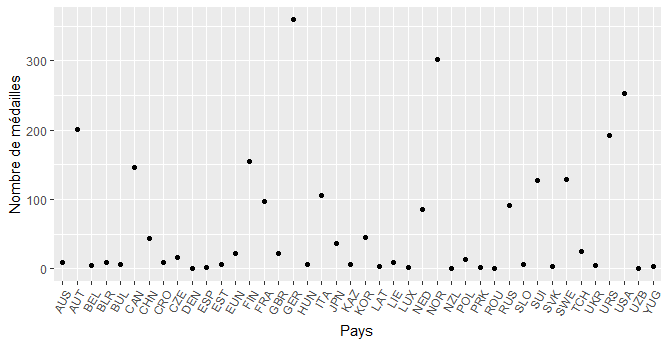 Nombre de médailles
300
200
100
0
AUS AUT BEL BLR BUL CAN CHN CRO CZE DEN ESP EST EUN FIN FRA GBR GER HUN ITA JPN KAZ KOR LAT LIE LUX NED NOR NZL POL PRK ROU RUS SLO SUI SVK SWE TCH UKR URS USA UZB YUG
Pays